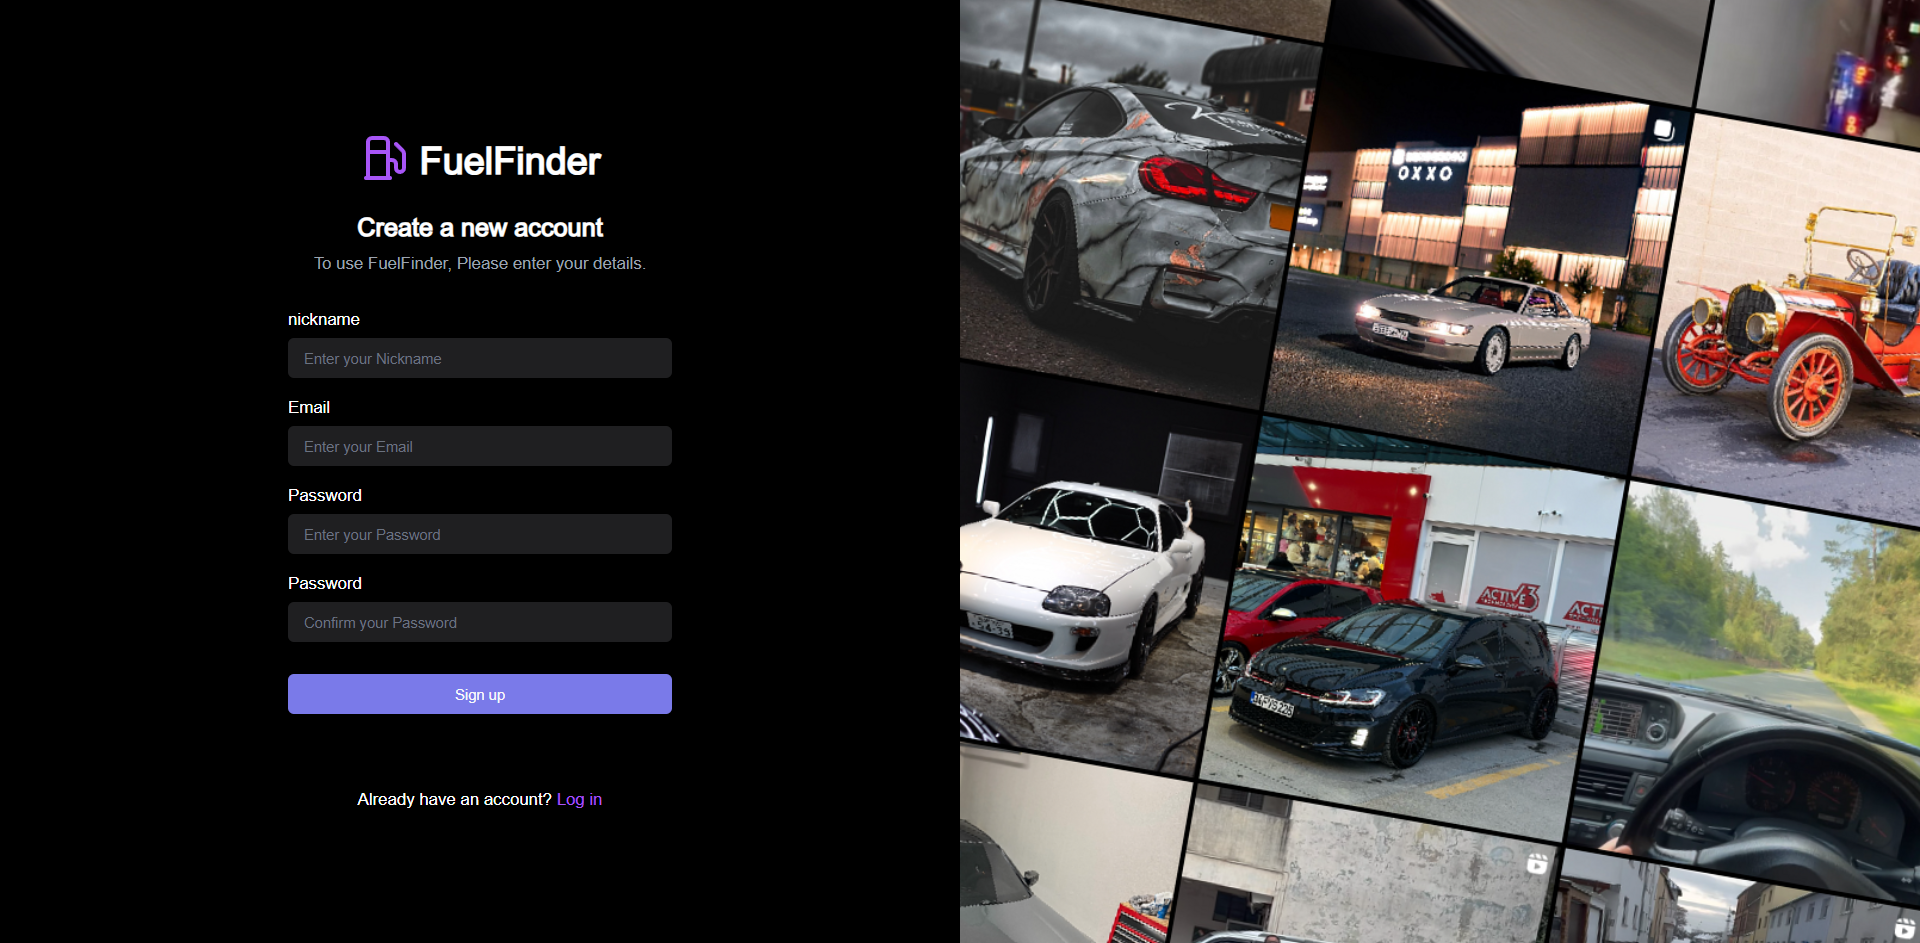 FuelFinder
Create a new account
To use FuelFinder, Please enter your details.
nickname
Enter your Nickname
Email
Enter your Email
Password
Enter your Password
Password
Confirm your Password
Sign up
Already have an account? Log in
OXXO
ACTIVE3
ACT